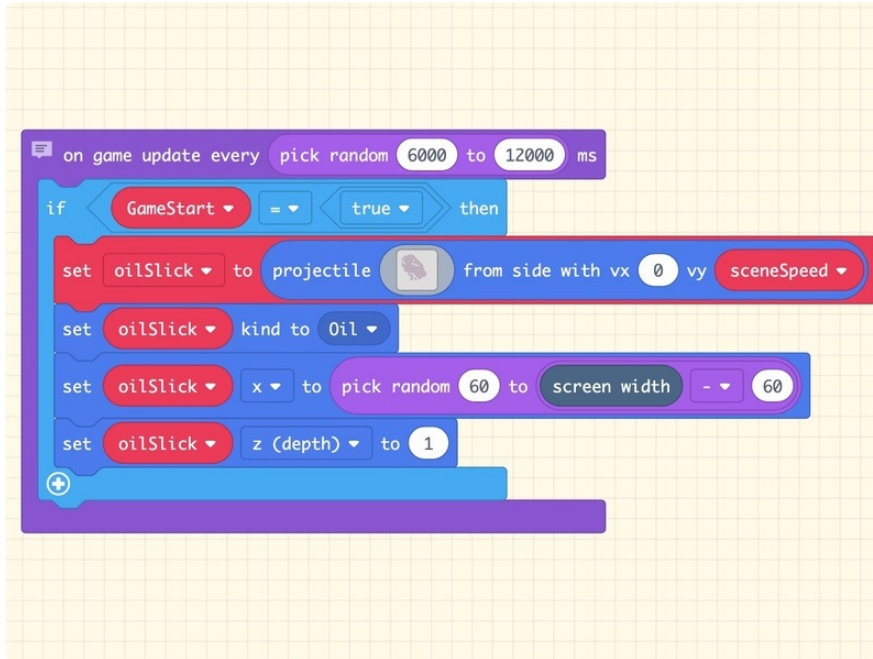 on game update every pick random 6000 to 12000 ms
if GameStart = true then
set oilSlick to projectile from side with vx 0 vy sceneSpeed
set oilSlick kind to Oil
set oilSlick x to pick random 60 to screen width - 60
set oilSlick z (depth) to 1